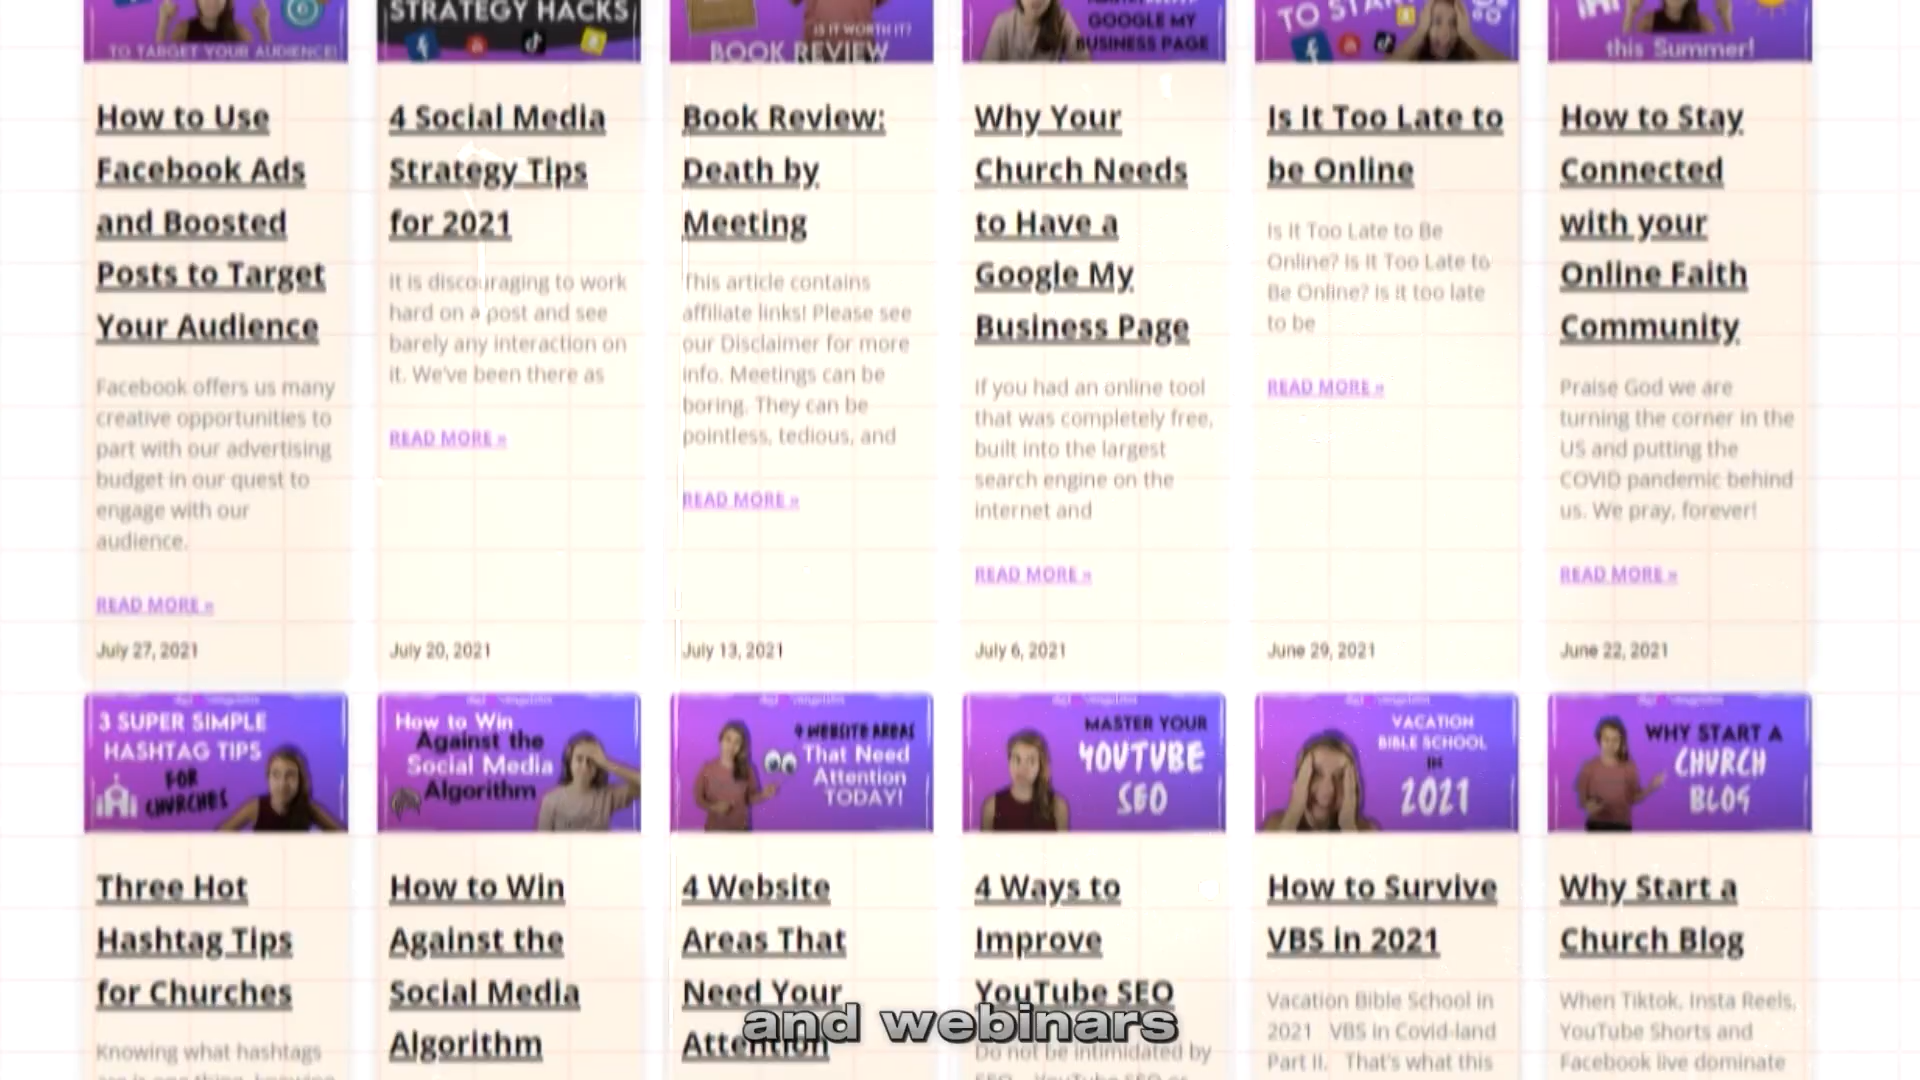 TO TARGET YOUR AUDIENCE!
STRATEGY HACKS
IS IT WORTH IT?
BOOK REVIEW
GOOGLE MY
BUSINESS PAGE
TO START
this Summer!
How to Use
Facebook Ads
and Boosted
Posts to Target
Your Audience
Facebook offers us many
creative opportunities to
part with our advertising
budget in our quest to
engage with our
audience.
READ MORE »
July 27, 2021
4 Social Media
Strategy Tips
for 2021
It is discouraging to work
hard on a post and see
barely any interaction on
it. We've been there as
READ MORE »
July 20, 2021
Book Review:
Death by
Meeting
This article contains
affiliate links! Please see
our Disclaimer for more
info. Meetings can be
boring. They can be
pointless, tedious, and
READ MORE »
July 13, 2021
Why Your
Church Needs
to Have a
Google My
Business Page
If you had an online tool
that was completely free,
built into the largest
search engine on the
internet and
READ MORE »
July 6, 2021
Is It Too Late to
be Online
Is It Too Late to Be
Online? Is It Too Late to
Be Online? Is it too late
to be
READ MORE »
June 29, 2021
How to Stay
Connected
with your
Online Faith
Community
Praise God we are
turning the corner in the
US and putting the
COVID pandemic behind
us. We pray, forever!
READ MORE »
June 22, 2021
3 SUPER SIMPLE
HASHTAG TIPS
FOR
CHURCHES
Three Hot
Hashtag Tips
for Churches
Knowing what hashtags
How to Win
Against the
Social Media
Algorithm
How to Win
Against the
Social Media
Algorithm
4 WEBSITE AREAS
That Need
Attention
TODAY!
4 Website
Areas That
Need Your
Attention
MASTER YOUR
YOUTUBE
SEO
4 Ways to
Improve
YouTube SEO
Do not be intimidated by
VACATION
BIBLE SCHOOL
IN
2021
How to Survive
VBS in 2021
Vacation Bible School in
2021 VBS in Covid-land
Part II. That's what this
WHY START A
CHURCH
BLOG
Why Start a
Church Blog
When Tiktok, Insta Reels,
YouTube Shorts and
Facebook live dominate
and webinars